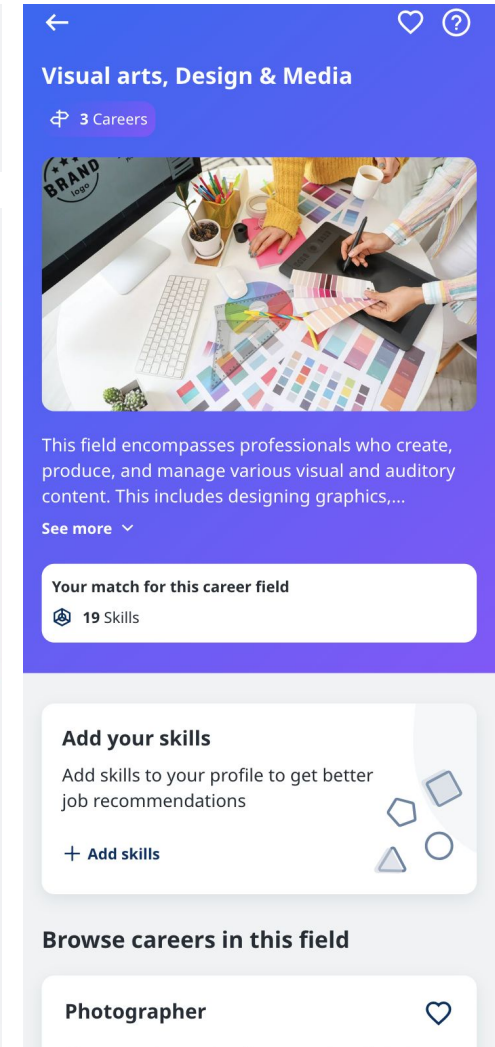 Visual arts, Design & Media
3 Careers
BRAND
logo
This field encompasses professionals who create,
produce, and manage various visual and auditory
content. This includes designing graphics,...
See more
Your match for this career field
19 Skills
Add your skills
Add skills to your profile to get better
job recommendations
+ Add skills
Browse careers in this field
Photographer